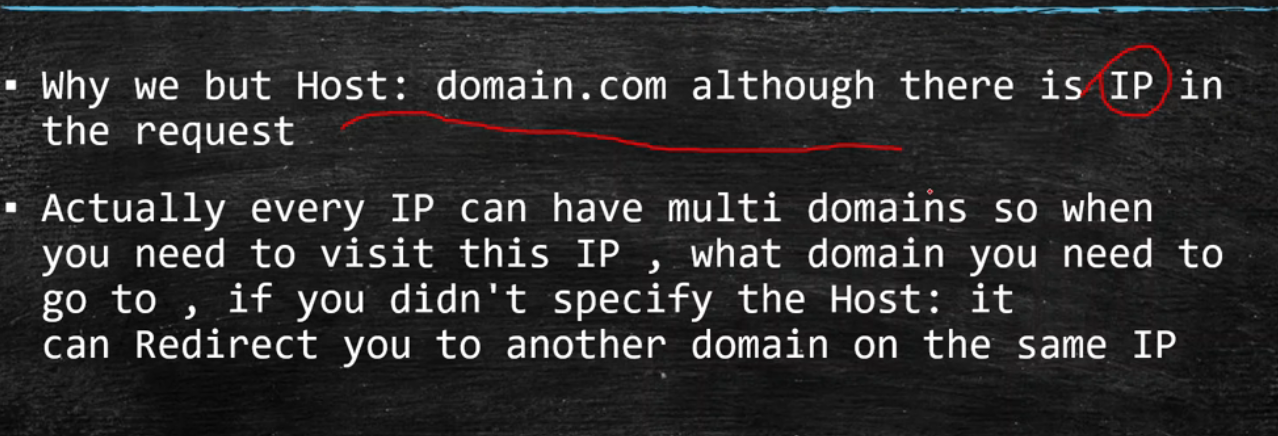 ▪ Why we but Host: domain.com although there is IP in
the request
▪ Actually every IP can have multi domains so when
you need to visit this IP , what domain you need to
go to , if you didn't specify the Host: it
can Redirect you to another domain on the same IP